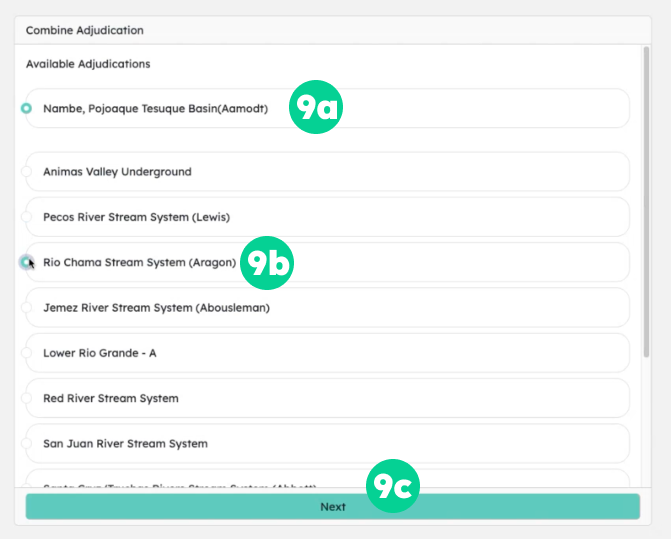 Combine Adjudication
Available Adjudications
Nambe, Pojoaque Tesuque Basin(Aamodt)
9a
Animas Valley Underground
Pecos River Stream System (Lewis)
Rio Chama Stream System (Aragon)
9b
Jemez River Stream System (Abousleman)
Lower Rio Grande - A
Red River Stream System
San Juan River Stream System
9c
Next